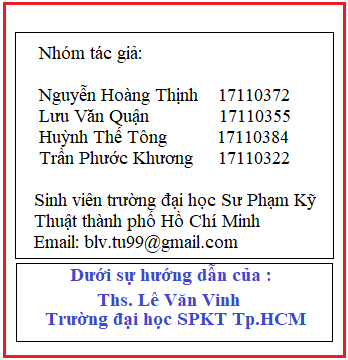 Nhóm tác giả:
Nguyễn Hoàng Thịnh 17110372
Lưu Văn Quận 17110355
Huỳnh Thế Tông 17110384
Trần Phước Khương 17110322
Sinh viên trường đại học Sư Phạm Kỹ
Thuật thành phố Hồ Chí Minh
Email: blv.tu99@gmail.com
Dưới sự hướng dẫn của :
Ths. Lê Văn Vinh
Trường đại học SPKT Tp.HCM